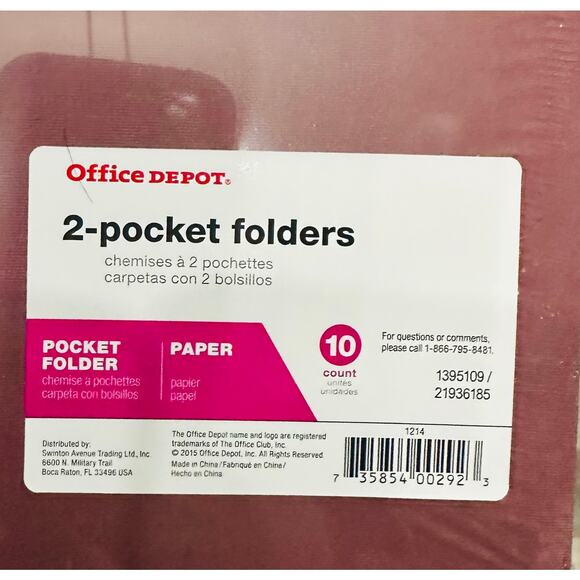 Office DEPOT®
2-pocket folders
chemises à 2 pochettes
carpetas con 2 bolsillos
POCKET
FOLDER
chemise a pochettes
carpeta con bolsillos
PAPER
papier
papel
10
count
unités
unidades
For questions or comments,
please call 1-866-795-8481.
1395109 /
21936185
Distributed by:
Swinton Avenue Trading Ltd., Inc.
6600 N. Military Trail
Boca Raton, FL 33496 USA
The Office Depot name and logo are registered
trademarks of The Office Club, Inc.
© 2015 Office Depot, Inc. All Rights Reserved.
Made in China / Fabriqué en Chine /
Hecho en China
1214
7 35854 00292 3